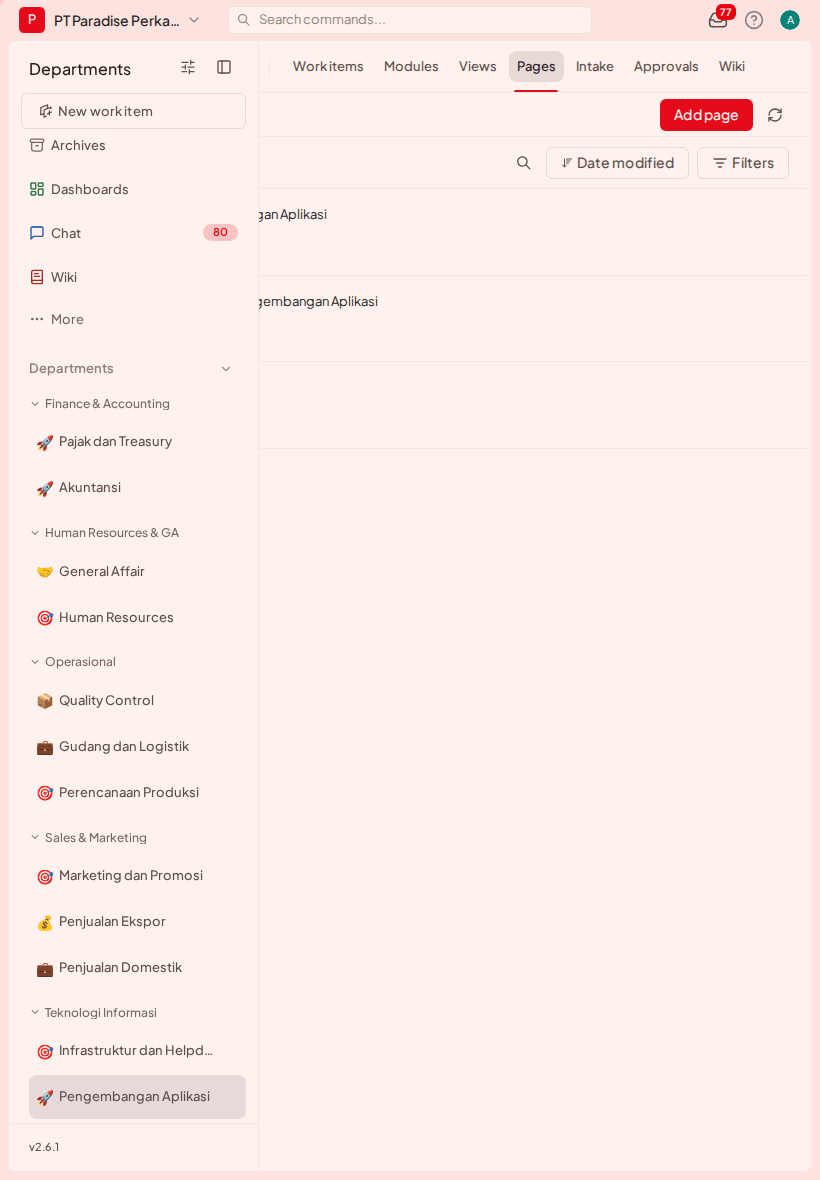 P PT Paradise Perka... Search commands... 77 A
Departments
Work items Modules Views Pages Intake Approvals Wiki
New work item
Add page
Archives
Date modified Filters
Dashboards
gan Aplikasi
Chat 80
Wiki
gembangan Aplikasi
More
Departments
Finance & Accounting
Pajak dan Treasury
Akuntansi
Human Resources & GA
General Affair
Human Resources
Operasional
Quality Control
Gudang dan Logistik
Perencanaan Produksi
Sales & Marketing
Marketing dan Promosi
Penjualan Ekspor
Penjualan Domestik
Teknologi Informasi
Infrastruktur dan Helpd...
Pengembangan Aplikasi
v2.6.1